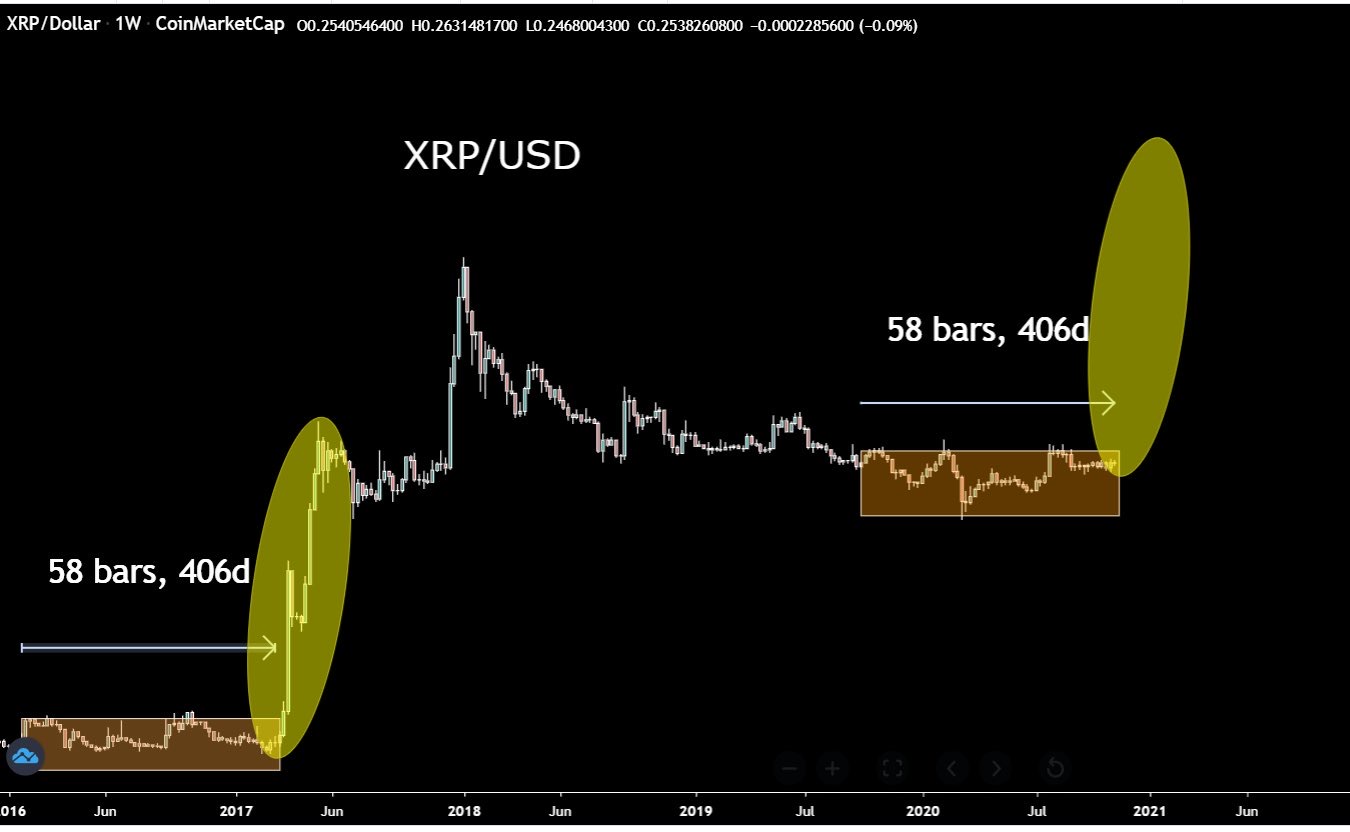 XRP/Dollar · 1W · CoinMarketCap O0.2540546400 H0.2631481700 L0.2468004300 C0.2538260800 −0.0002285600 (−0.09%)
XRP/USD
58 bars, 406d
58 bars, 406d
2016 Jun 2017 Jun 2018 Jun 2019 Jul 2020 Jul 2021 Jun